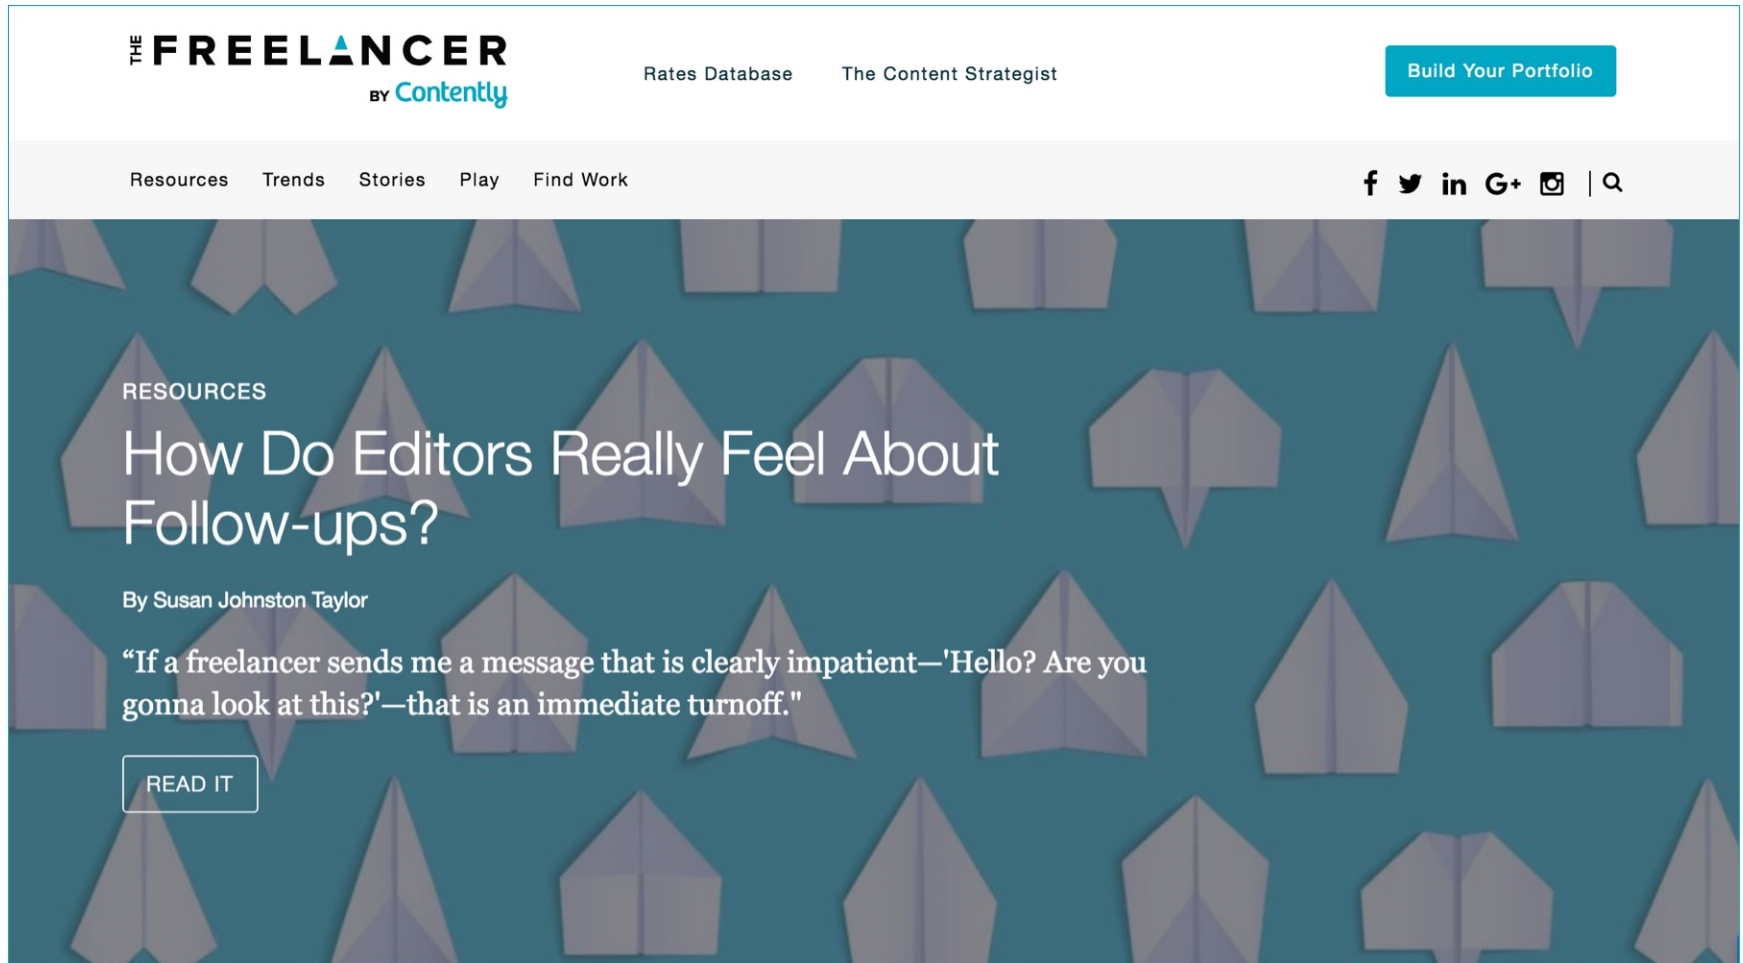 THE FREELANCER
BY Contently
Rates Database
The Content Strategist
Build Your Portfolio
Resources
Trends
Stories
Play
Find Work
RESOURCES
How Do Editors Really Feel About
Follow-ups?
By Susan Johnston Taylor
“If a freelancer sends me a message that is clearly impatient—'Hello? Are you
gonna look at this?'—that is an immediate turnoff."
READ IT